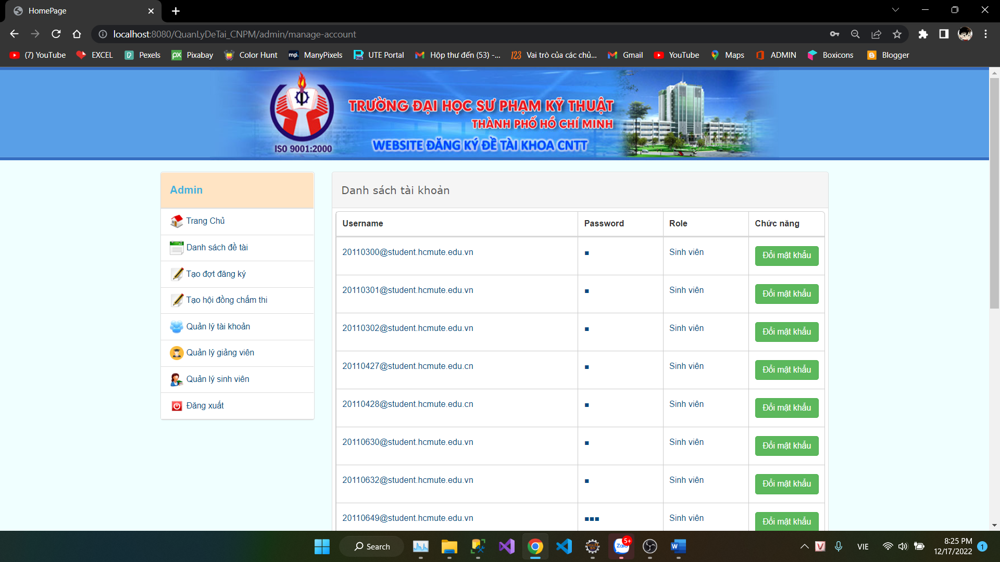 HomePage
localhost:8080/QuanLyDeTai_CNPM/admin/manage-account
(7) YouTube EXCEL Pexels Pixabay Color Hunt ManyPixels UTE Portal Hộp thư đến (53) -... Vai trò của các chủ... Gmail YouTube Maps ADMIN Boxicons Blogger
TRƯỜNG ĐẠI HỌC SƯ PHẠM KỸ THUẬT
THÀNH PHỐ HỒ CHÍ MINH
WEBSITE ĐĂNG KÝ ĐỀ TÀI KHOA CNTT
ISO 9001:2000
Admin
Trang Chủ
Danh sách đề tài
Tạo đợt đăng ký
Tạo hội đồng chấm thi
Quản lý tài khoản
Quản lý giảng viên
Quản lý sinh viên
Đăng xuất
Danh sách tài khoản
Username Password Role Chức năng
20110300@student.hcmute.edu.vn ▪ Sinh viên Đổi mật khẩu
20110301@student.hcmute.edu.vn ▪ Sinh viên Đổi mật khẩu
20110302@student.hcmute.edu.vn ▪ Sinh viên Đổi mật khẩu
20110427@student.hcmute.edu.cn ▪ Sinh viên Đổi mật khẩu
20110428@student.hcmute.edu.cn ▪ Sinh viên Đổi mật khẩu
20110630@student.hcmute.edu.vn ▪ Sinh viên Đổi mật khẩu
20110632@student.hcmute.edu.vn ▪ Sinh viên Đổi mật khẩu
20110649@student.hcmute.edu.vn ▪▪▪ Sinh viên Đổi mật khẩu
Search
5+
Zalo
VIE
8:25 PM
12/17/2022
1